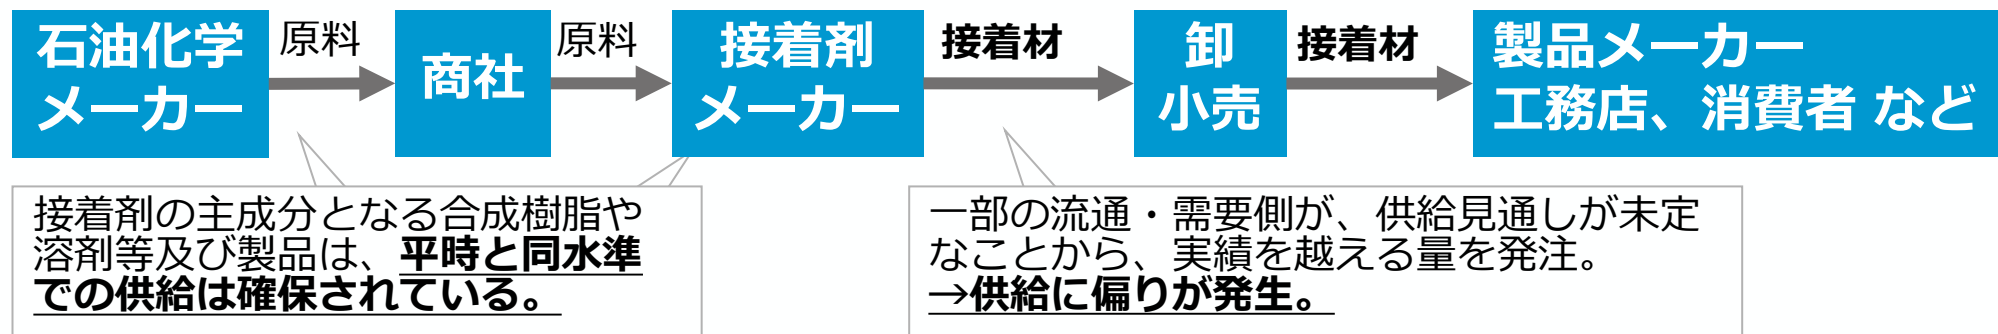 石油化学
メーカー
原料
商社
原料
接着剤
メーカー
接着材
卸
小売
接着材
製品メーカー
工務店、消費者 など
接着剤の主成分となる合成樹脂や
溶剤等及び製品は、平時と同水準
での供給は確保されている。
一部の流通・需要側が、供給見通しが未定
なことから、実績を越える量を発注。
→供給に偏りが発生。